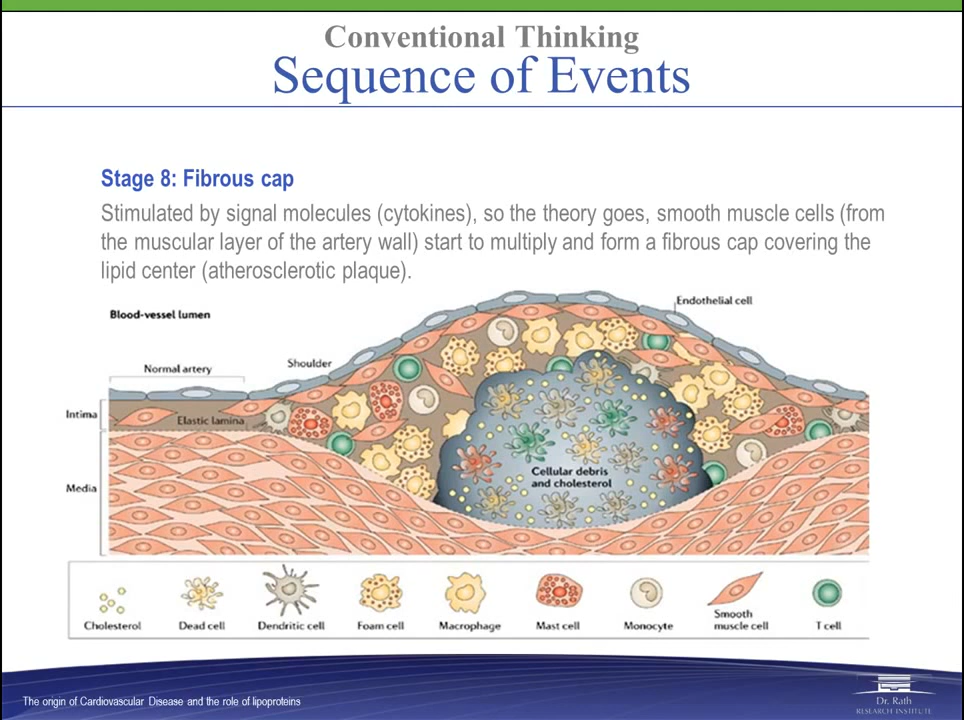 Conventional Thinking
Sequence of Events
Stage 8: Fibrous cap
Stimulated by signal molecules (cytokines), so the theory goes, smooth muscle cells (from
the muscular layer of the artery wall) start to multiply and form a fibrous cap covering the
lipid center (atherosclerotic plaque).
Endothelial cell
Blood-vessel lumen
Shoulder
Normal artery
Intima
Elastic lamina
Cellular debris
and cholesterol
Media
Cholesterol
Dead cell
Dendritic cell
Foam cell
Macrophage
Mast cell
Monocyte
Smooth
muscle cell
T cell
The origin of Cardiovascular Disease and the role of lipoproteins
Dr. Rath
RESEARCH INSTITUTE